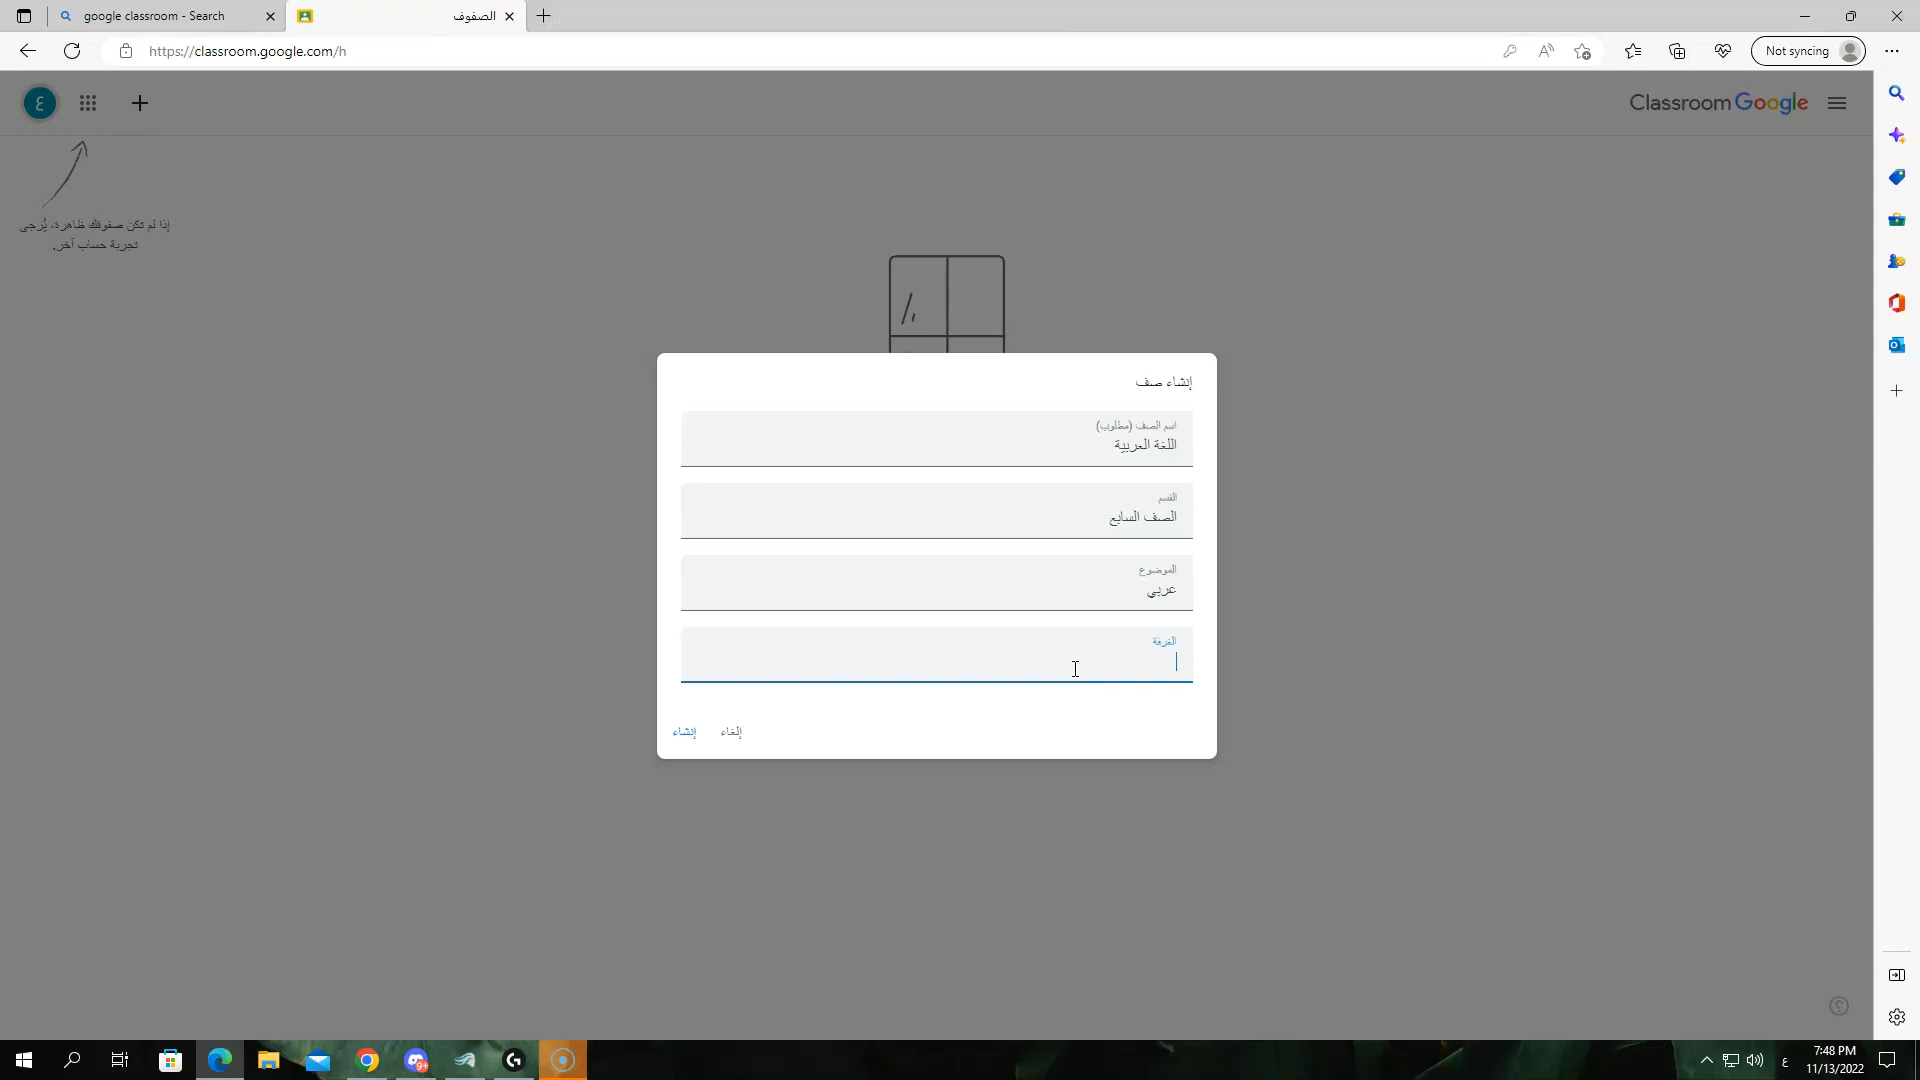 google classroom - Search
الصفوف
https://classroom.google.com/h
Not syncing
ع
Classroom Google
إذا لم تكن صفوفك ظاهرة، يُرجى
تجربة حساب آخر.
إنشاء صف
اسم الصف (مطلوب)
اللغة العربية
القسم
الصف السابع
الموضوع
عربي
الغرفة
إلغاء
إنشاء
9+
ع
7:48 PM
11/13/2022